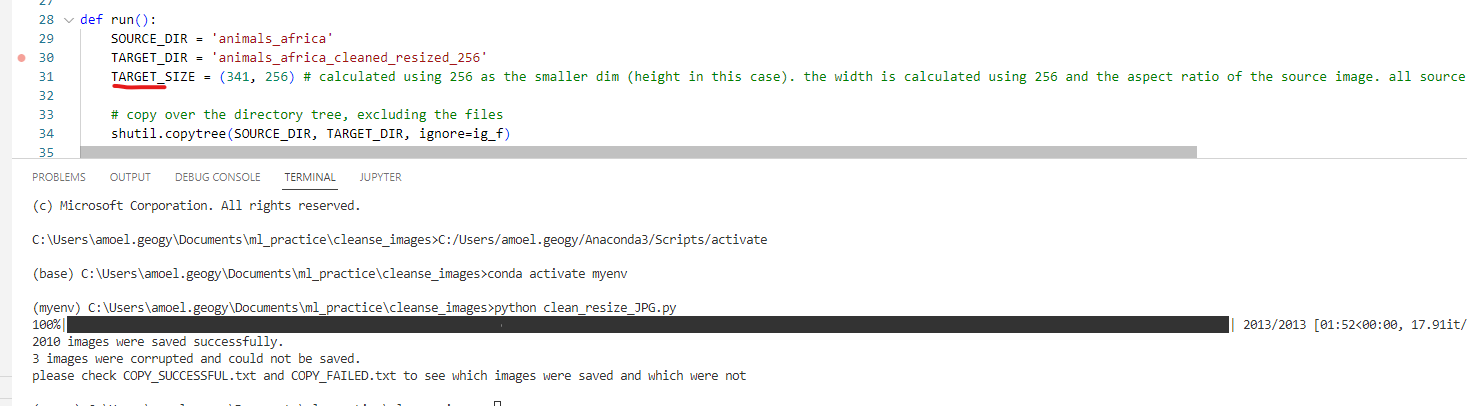 27
28 def run():
29 SOURCE_DIR = 'animals_africa'
30 TARGET_DIR = 'animals_africa_cleaned_resized_256'
31 TARGET_SIZE = (341, 256) # calculated using 256 as the smaller dim (height in this case). the width is calculated using 256 and the aspect ratio of the source image. all source
32
33 # copy over the directory tree, excluding the files
34 shutil.copytree(SOURCE_DIR, TARGET_DIR, ignore=ig_f)
35
PROBLEMS OUTPUT DEBUG CONSOLE TERMINAL JUPYTER
(c) Microsoft Corporation. All rights reserved.
C:\Users\amoel.geogy\Documents\ml_practice\cleanse_images>C:/Users/amoel.geogy/Anaconda3/Scripts/activate
(base) C:\Users\amoel.geogy\Documents\ml_practice\cleanse_images>conda activate myenv
(myenv) C:\Users\amoel.geogy\Documents\ml_practice\cleanse_images>python clean_resize_JPG.py
100%| | 2013/2013 [01:52<00:00, 17.91it/
2010 images were saved successfully.
3 images were corrupted and could not be saved.
please check COPY_SUCCESSFUL.txt and COPY_FAILED.txt to see which images were saved and which were not